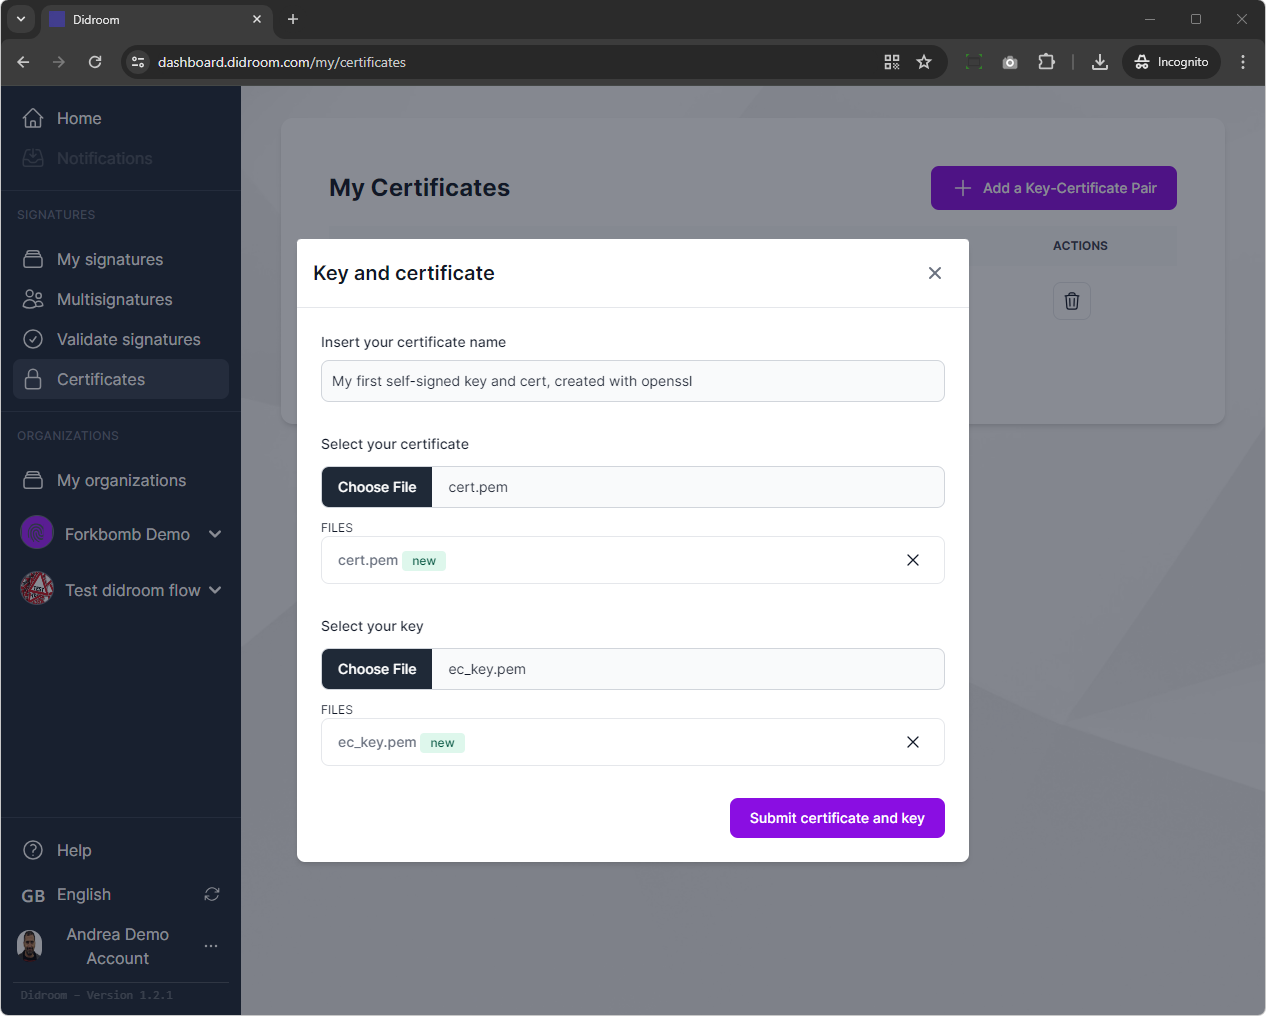 Didroom
dashboard.didroom.com/my/certificates
Incognito
Home
Notifications
SIGNATURES
My signatures
Multisignatures
Validate signatures
Certificates
ORGANIZATIONS
My organizations
Forkbomb Demo
Test didroom flow
Help
GB English
Andrea Demo
Account
Didroom - Version 1.2.1
My Certificates
Add a Key-Certificate Pair
ACTIONS
Key and certificate
Insert your certificate name
My first self-signed key and cert, created with openssl
Select your certificate
Choose File cert.pem
FILES
cert.pem new
Select your key
Choose File ec_key.pem
FILES
ec_key.pem new
Submit certificate and key